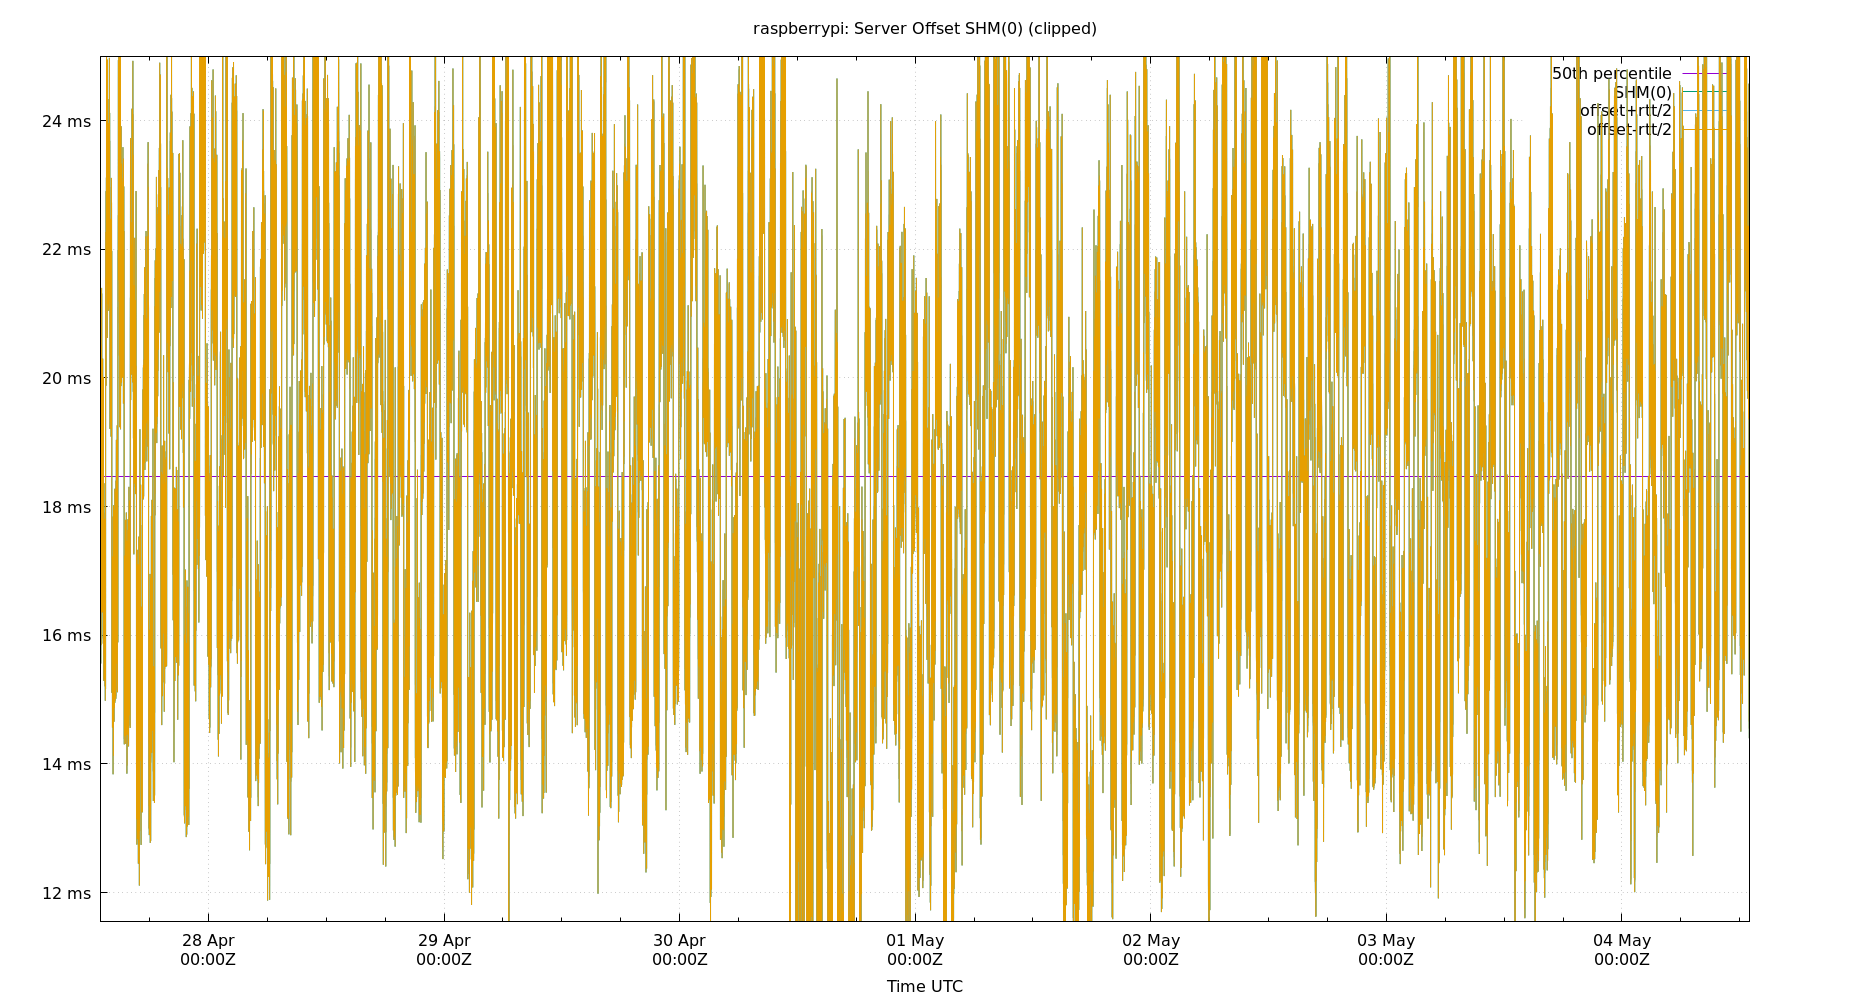 raspberrypi: Server Offset SHM(0) (clipped)
50th percentile
SHM(0)
offset+rtt/2
offset-rtt/2
24 ms
22 ms
20 ms
18 ms
16 ms
14 ms
12 ms
28 Apr 29 Apr 30 Apr 01 May 02 May 03 May 04 May
00:00Z 00:00Z 00:00Z 00:00Z 00:00Z 00:00Z 00:00Z
Time UTC